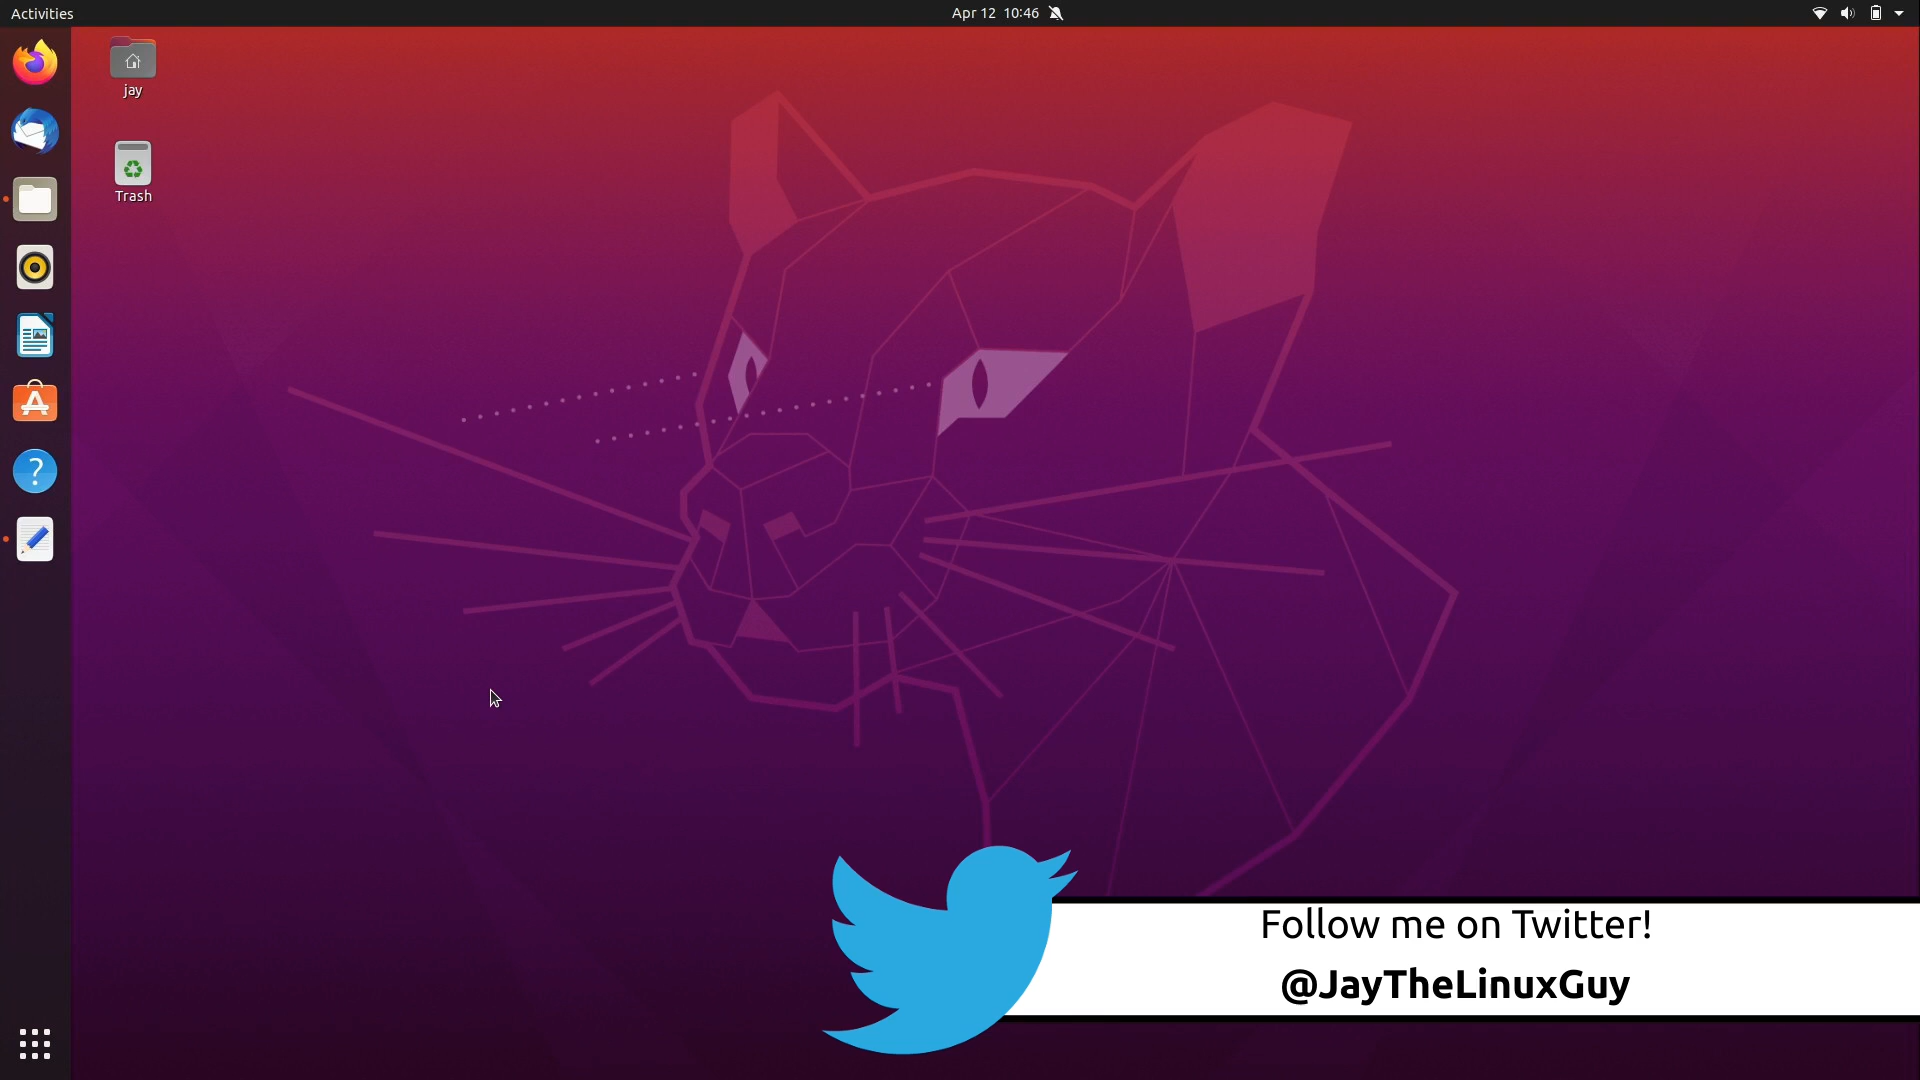 Activities
Apr 12 10:46
jay
Trash
Follow me on Twitter!
@JayTheLinuxGuy